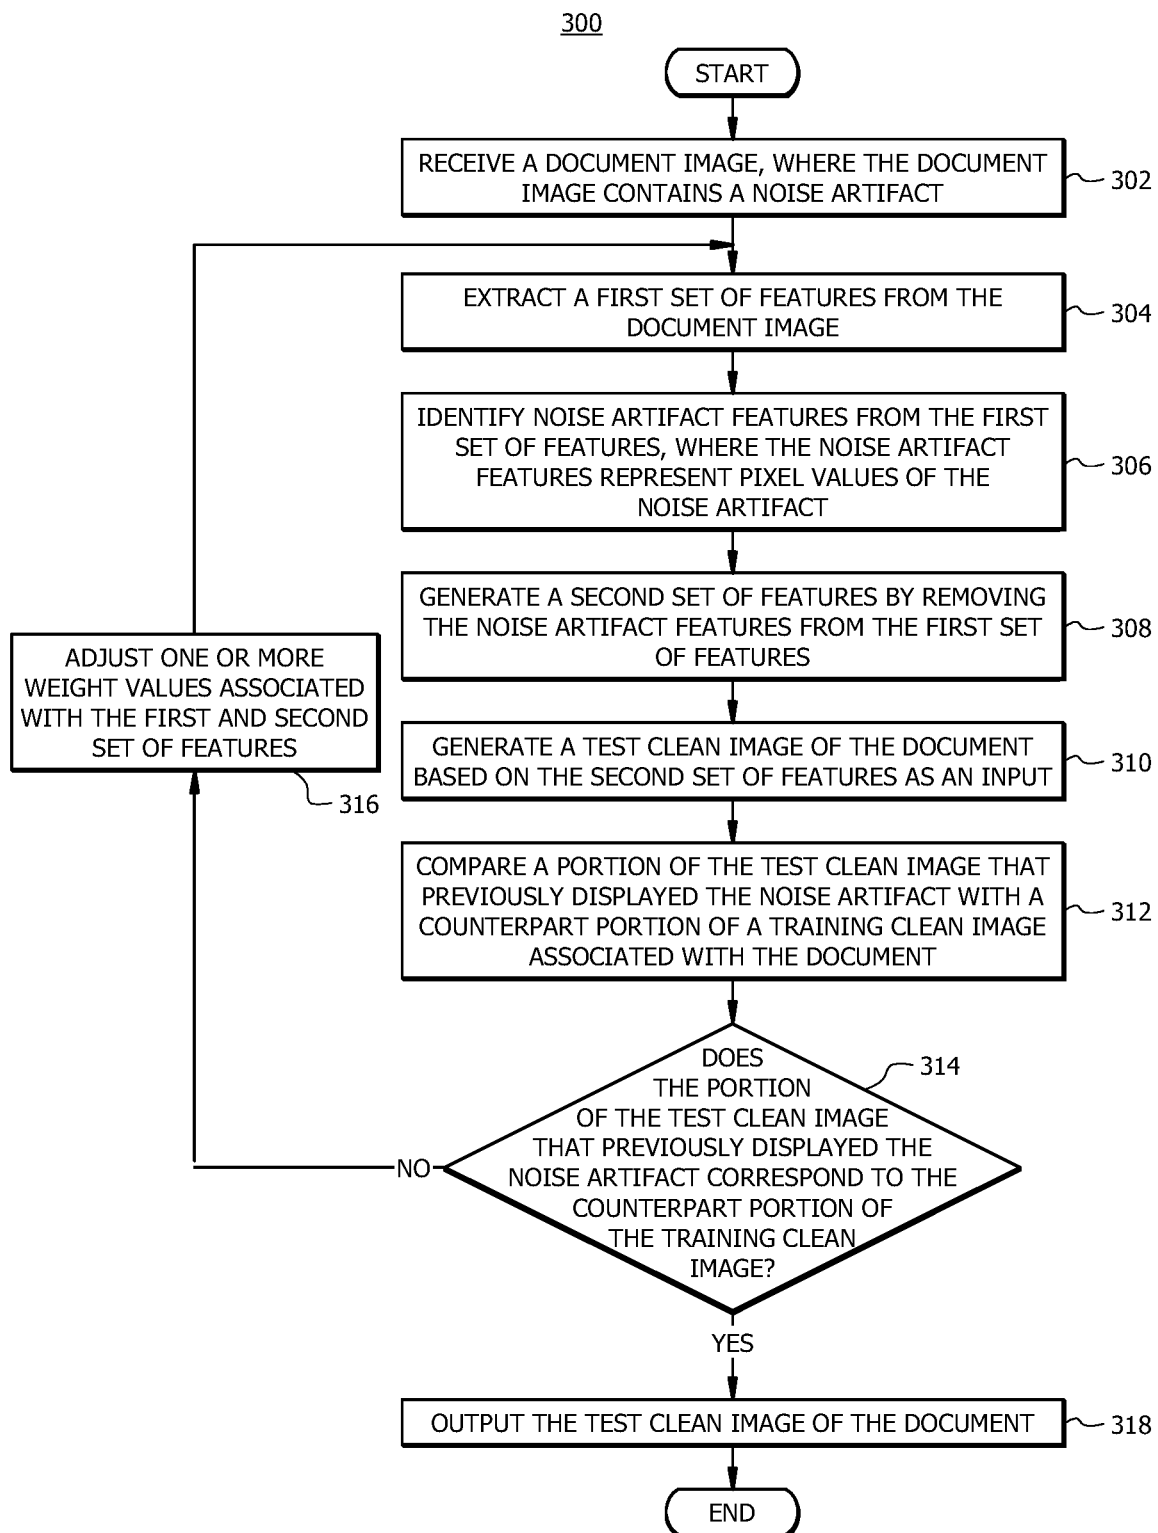 300
START
RECEIVE A DOCUMENT IMAGE, WHERE THE DOCUMENT
IMAGE CONTAINS A NOISE ARTIFACT
302
EXTRACT A FIRST SET OF FEATURES FROM THE
DOCUMENT IMAGE
304
IDENTIFY NOISE ARTIFACT FEATURES FROM THE FIRST
SET OF FEATURES, WHERE THE NOISE ARTIFACT
FEATURES REPRESENT PIXEL VALUES OF THE
NOISE ARTIFACT
306
GENERATE A SECOND SET OF FEATURES BY REMOVING
THE NOISE ARTIFACT FEATURES FROM THE FIRST SET
OF FEATURES
308
ADJUST ONE OR MORE
WEIGHT VALUES ASSOCIATED
WITH THE FIRST AND SECOND
SET OF FEATURES
316
GENERATE A TEST CLEAN IMAGE OF THE DOCUMENT
BASED ON THE SECOND SET OF FEATURES AS AN INPUT
310
COMPARE A PORTION OF THE TEST CLEAN IMAGE THAT
PREVIOUSLY DISPLAYED THE NOISE ARTIFACT WITH A
COUNTERPART PORTION OF A TRAINING CLEAN IMAGE
ASSOCIATED WITH THE DOCUMENT
312
DOES
THE PORTION
OF THE TEST CLEAN IMAGE
THAT PREVIOUSLY DISPLAYED THE
NOISE ARTIFACT CORRESPOND TO THE
COUNTERPART PORTION OF
THE TRAINING CLEAN
IMAGE?
314
NO
YES
OUTPUT THE TEST CLEAN IMAGE OF THE DOCUMENT
318
END